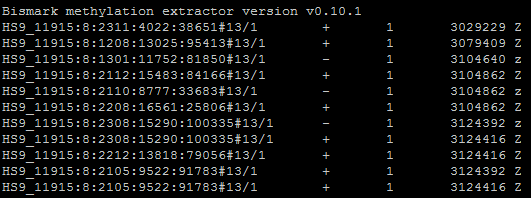 Bismark methylation extractor version v0.10.1
HS9_11915:8:2311:4022:38651#13/1 + 1 3029229 Z
HS9_11915:8:1208:13025:95413#13/1 + 1 3079409 Z
HS9_11915:8:1301:11752:81850#13/1 - 1 3104640 z
HS9_11915:8:2112:15483:84166#13/1 + 1 3104862 Z
HS9_11915:8:2110:8777:33683#13/1 - 1 3104862 z
HS9_11915:8:2208:16561:25806#13/1 + 1 3104862 Z
HS9_11915:8:2308:15290:100335#13/1 - 1 3124392 z
HS9_11915:8:2308:15290:100335#13/1 + 1 3124416 Z
HS9_11915:8:2212:13818:79056#13/1 + 1 3124416 Z
HS9_11915:8:2105:9522:91783#13/1 + 1 3124392 Z
HS9_11915:8:2105:9522:91783#13/1 + 1 3124416 Z